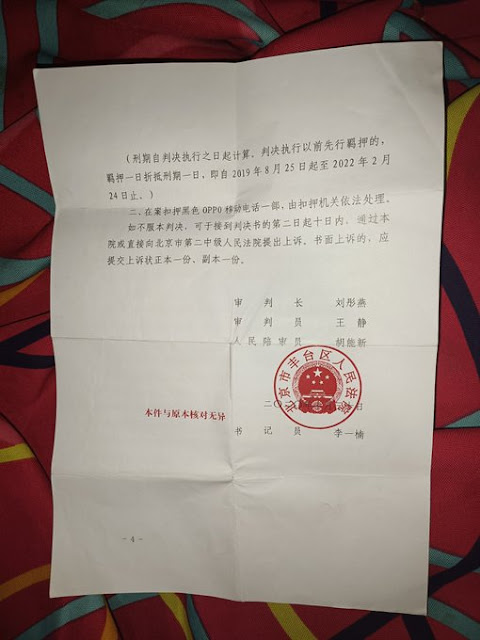 （刑期自判决执行之日起计算。判决执行以前先行羁押的，
羁押一日折抵刑期一日，即自2019年8月25日起至2022年2月
24日止。）
二、在案扣押黑色OPPO移动电话一部，由扣押机关依法处理。
如不服本判决，可于接到判决书的第二日起十日内，通过本
院或直接向北京市第二中级人民法院提出上诉。书面上诉的，应
提交上诉状正本一份，副本一份。
审 判 长 刘彤燕
审 判 员 王 静
人民陪审员 胡能新
北京市丰台区人民法院
二〇 日
本件与原本核对无异
书 记 员 李一楠
-4-